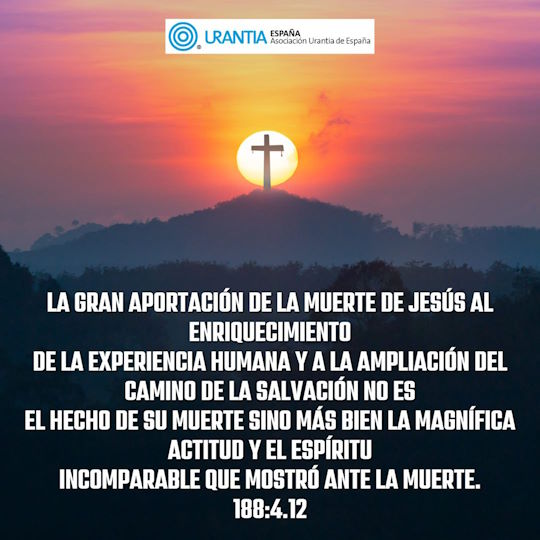 URANTIA ESPAÑA
® Asociación Urantia de España
LA GRAN APORTACIÓN DE LA MUERTE DE JESÚS AL
ENRIQUECIMIENTO
DE LA EXPERIENCIA HUMANA Y A LA AMPLIACIÓN DEL
CAMINO DE LA SALVACIÓN NO ES
EL HECHO DE SU MUERTE SINO MÁS BIEN LA MAGNÍFICA
ACTITUD Y EL ESPÍRITU
INCOMPARABLE QUE MOSTRÓ ANTE LA MUERTE.
188:4.12